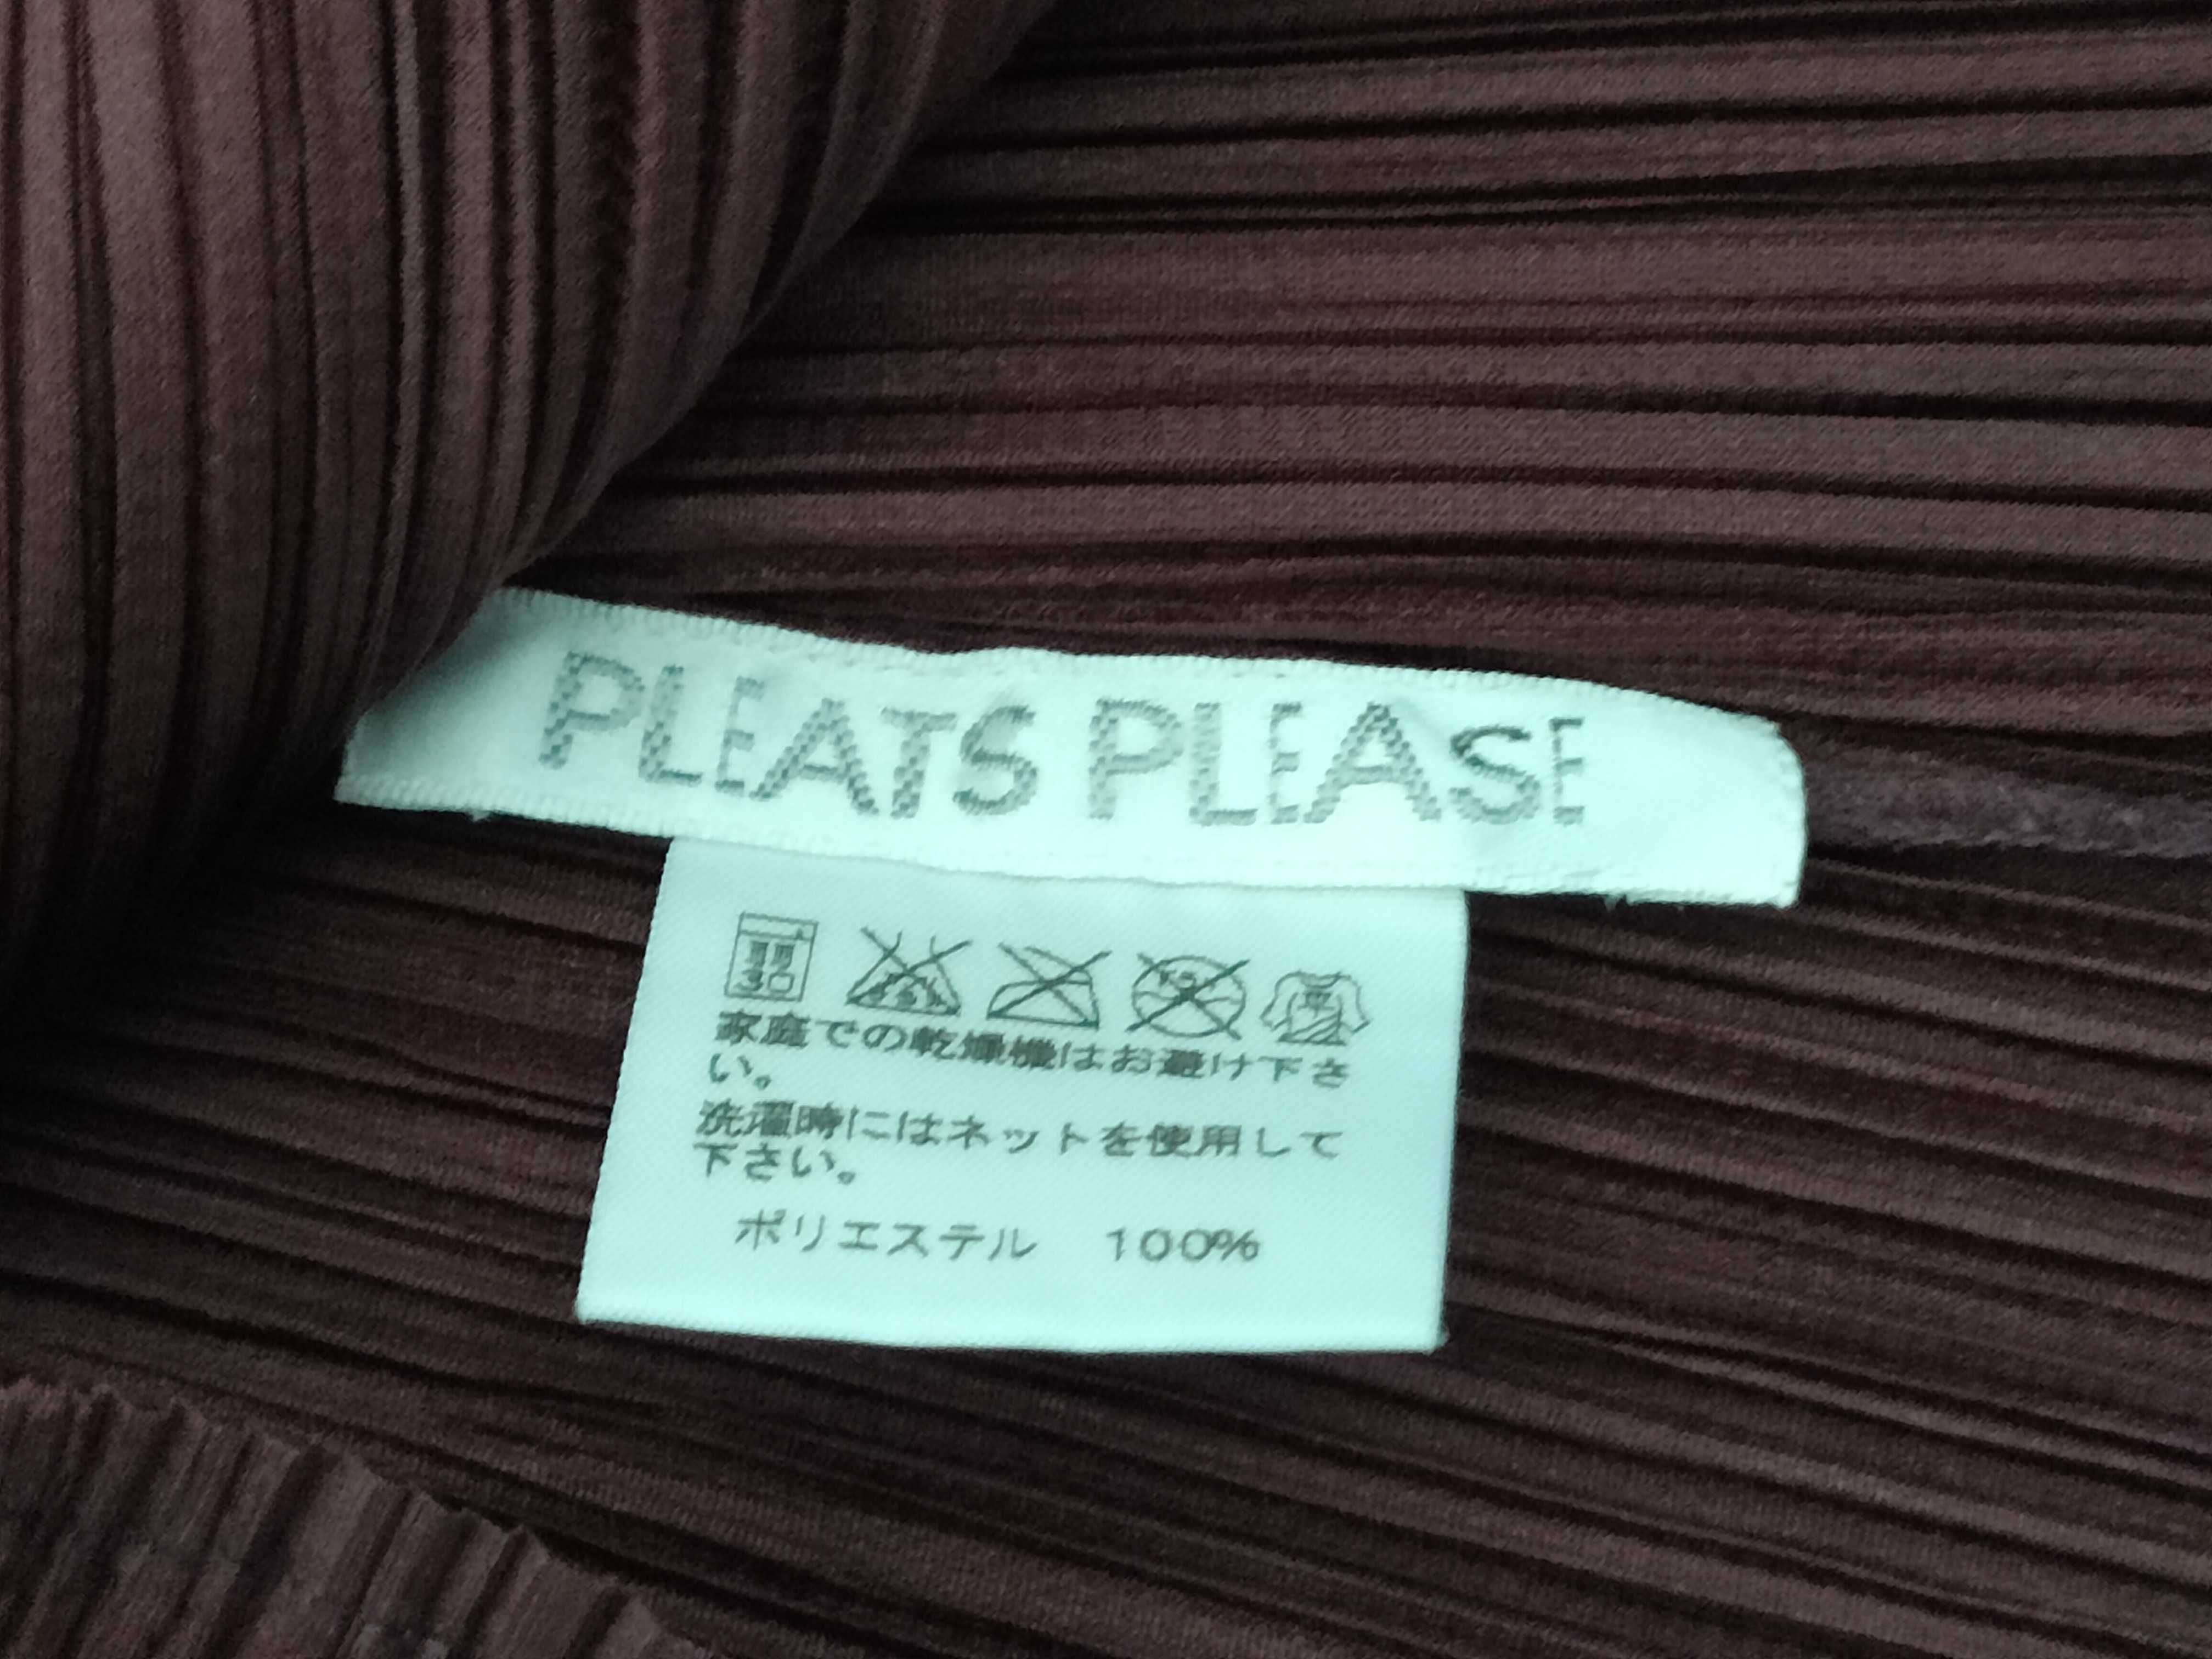 PLEATS PLEASE
30
家庭での乾燥機はお避け下さ
い。
洗濯時にはネットを使用して
下さい。
ポリエステル 100%